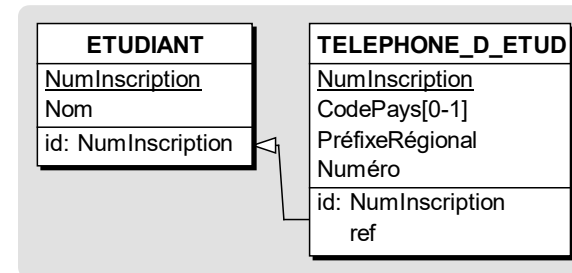 ETUDIANT
NumInscription
Nom
id: NumInscription
TELEPHONE_D_ETUD
NumInscription
CodePays[0-1]
PréfixeRégional
Numéro
id: NumInscription
ref